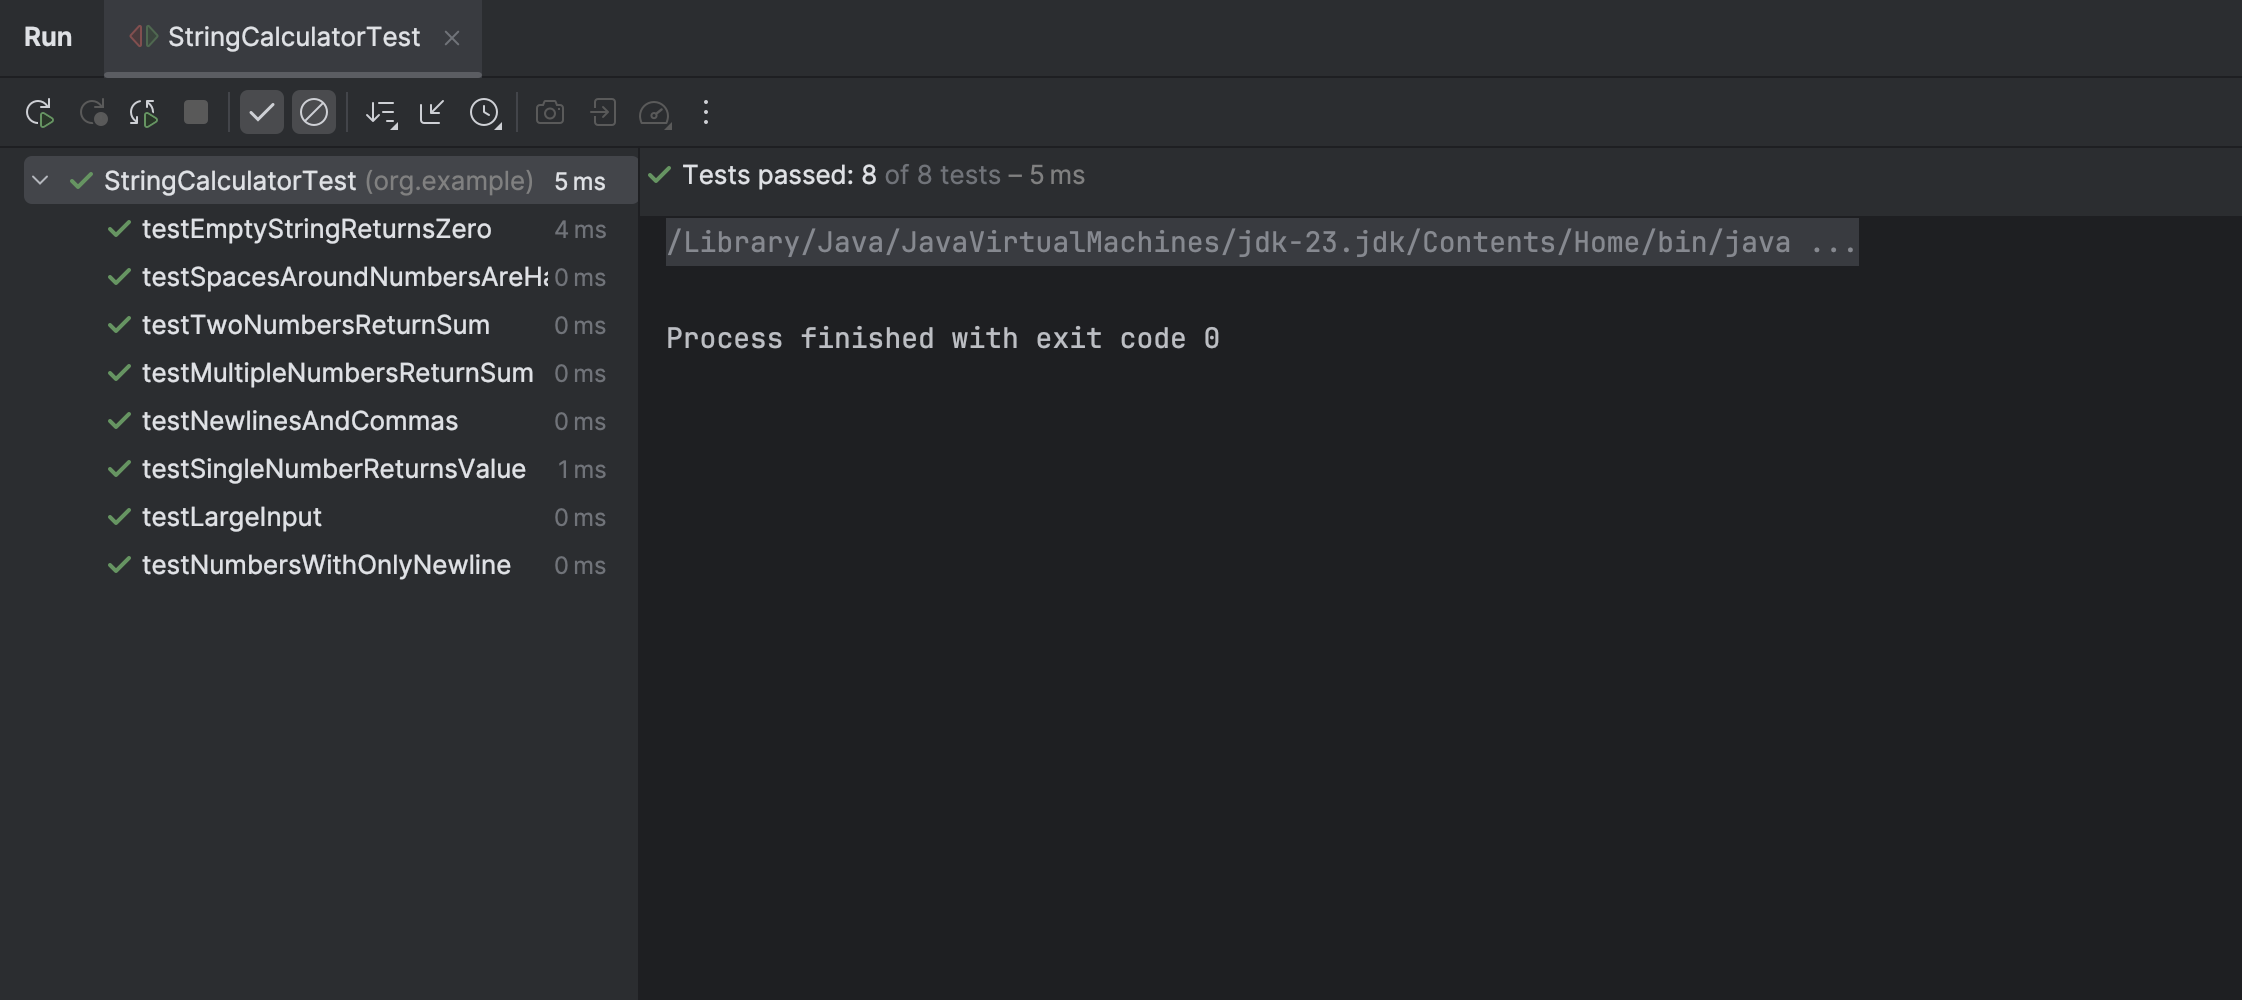 Run StringCalculatorTest
StringCalculatorTest (org.example) 5 ms
testEmptyStringReturnsZero 4 ms
testSpacesAroundNumbersAreHa 0 ms
testTwoNumbersReturnSum 0 ms
testMultipleNumbersReturnSum 0 ms
testNewlinesAndCommas 0 ms
testSingleNumberReturnsValue 1 ms
testLargeInput 0 ms
testNumbersWithOnlyNewline 0 ms
Tests passed: 8 of 8 tests – 5 ms
/Library/Java/JavaVirtualMachines/jdk-23.jdk/Contents/Home/bin/java ...
Process finished with exit code 0